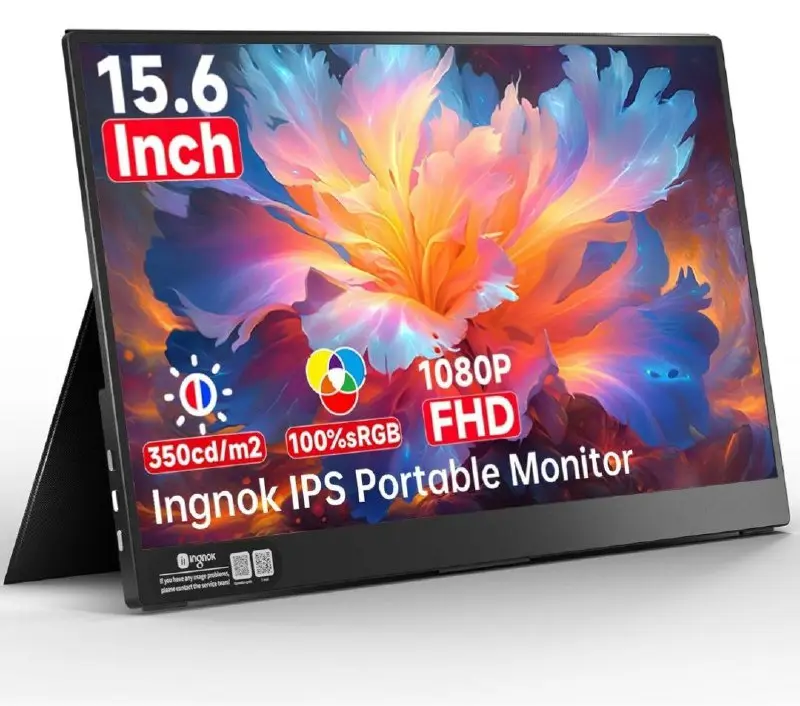 15.6
Inch
1080P
FHD
350cd/m2
100%sRGB
Ingnok IPS Portable Monitor
ingnok
If you have any usage problems,
please contact the service team!